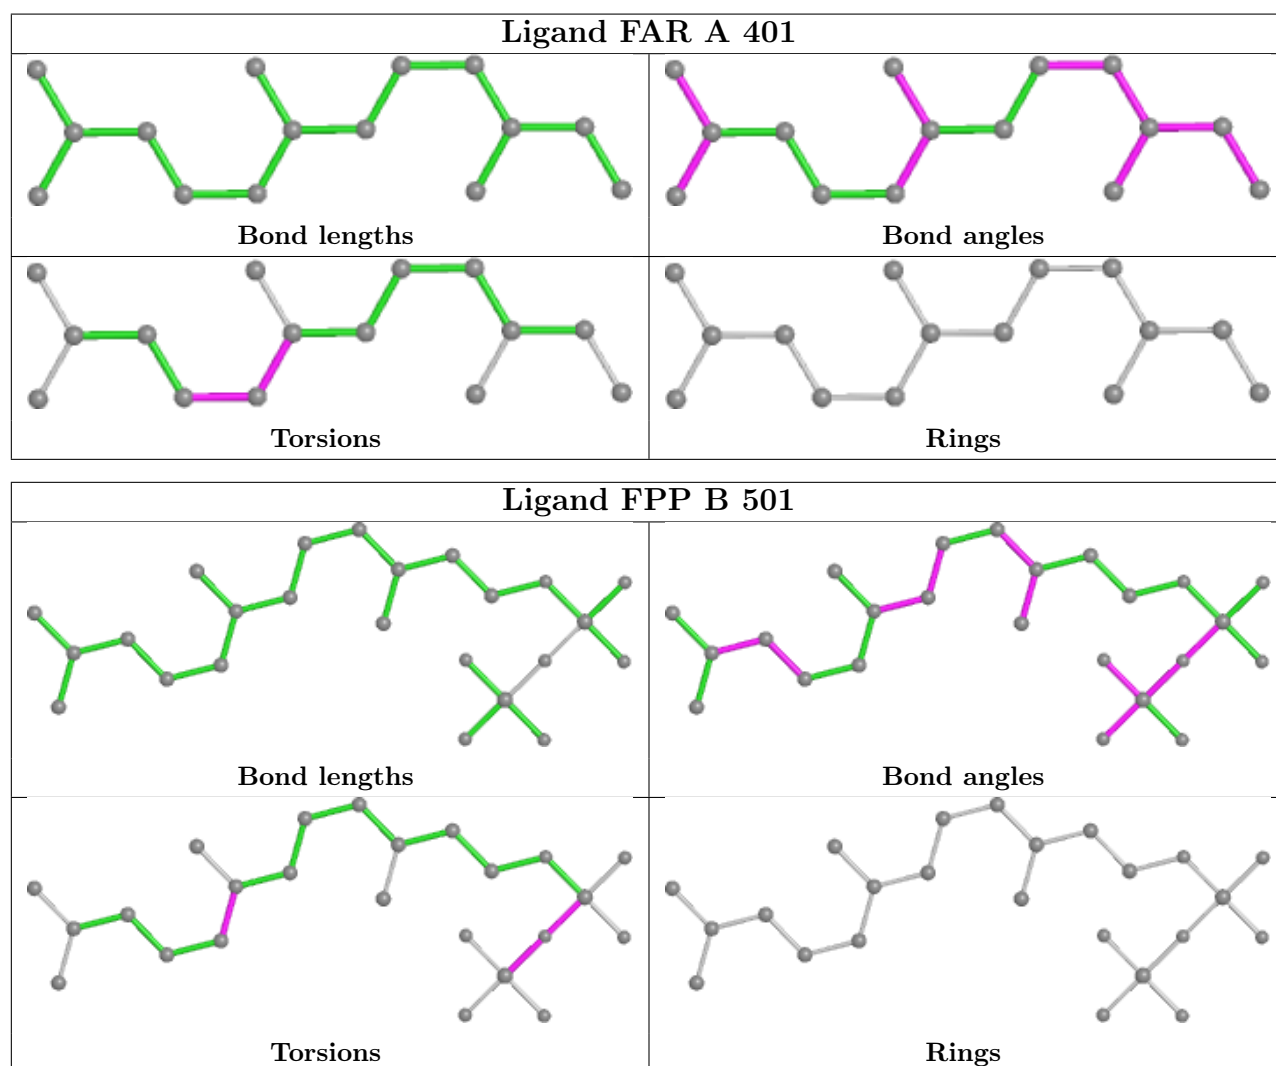 Ligand FAR A 401
Bond lengths
Bond angles
Torsions
Rings
Ligand FPP B 501
Bond lengths
Bond angles
Torsions
Rings